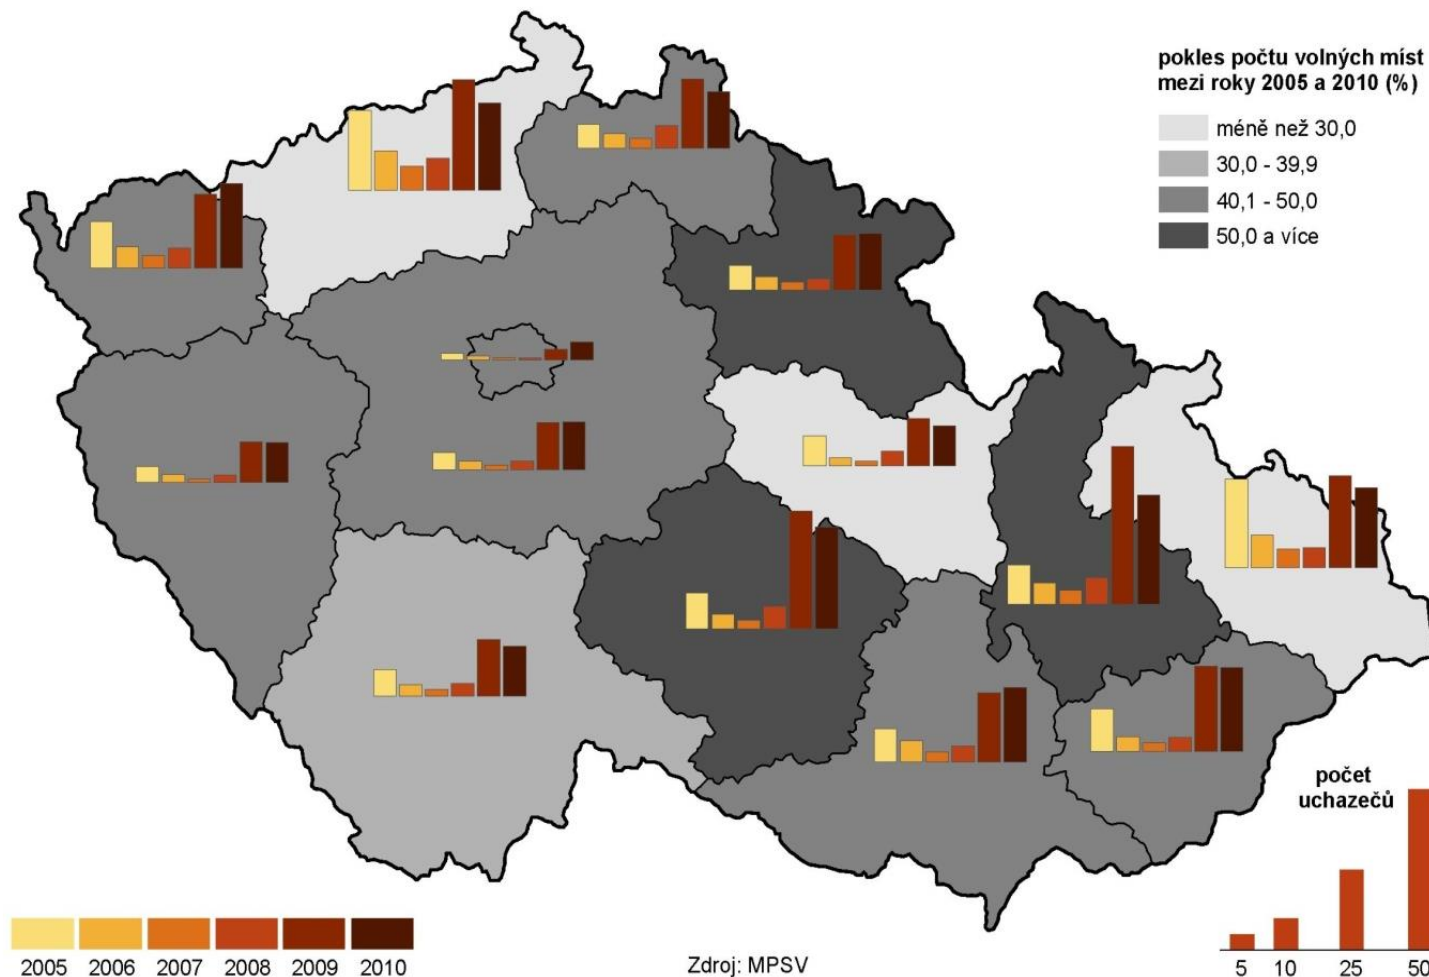 pokles počtu volných míst
mezi roky 2005 a 2010 (%)
méně než 30,0
30,0 - 39,9
40,1 - 50,0
50,0 a více
počet
uchazečů
5 10 25 50
2005 2006 2007 2008 2009 2010
Zdroj: MPSV